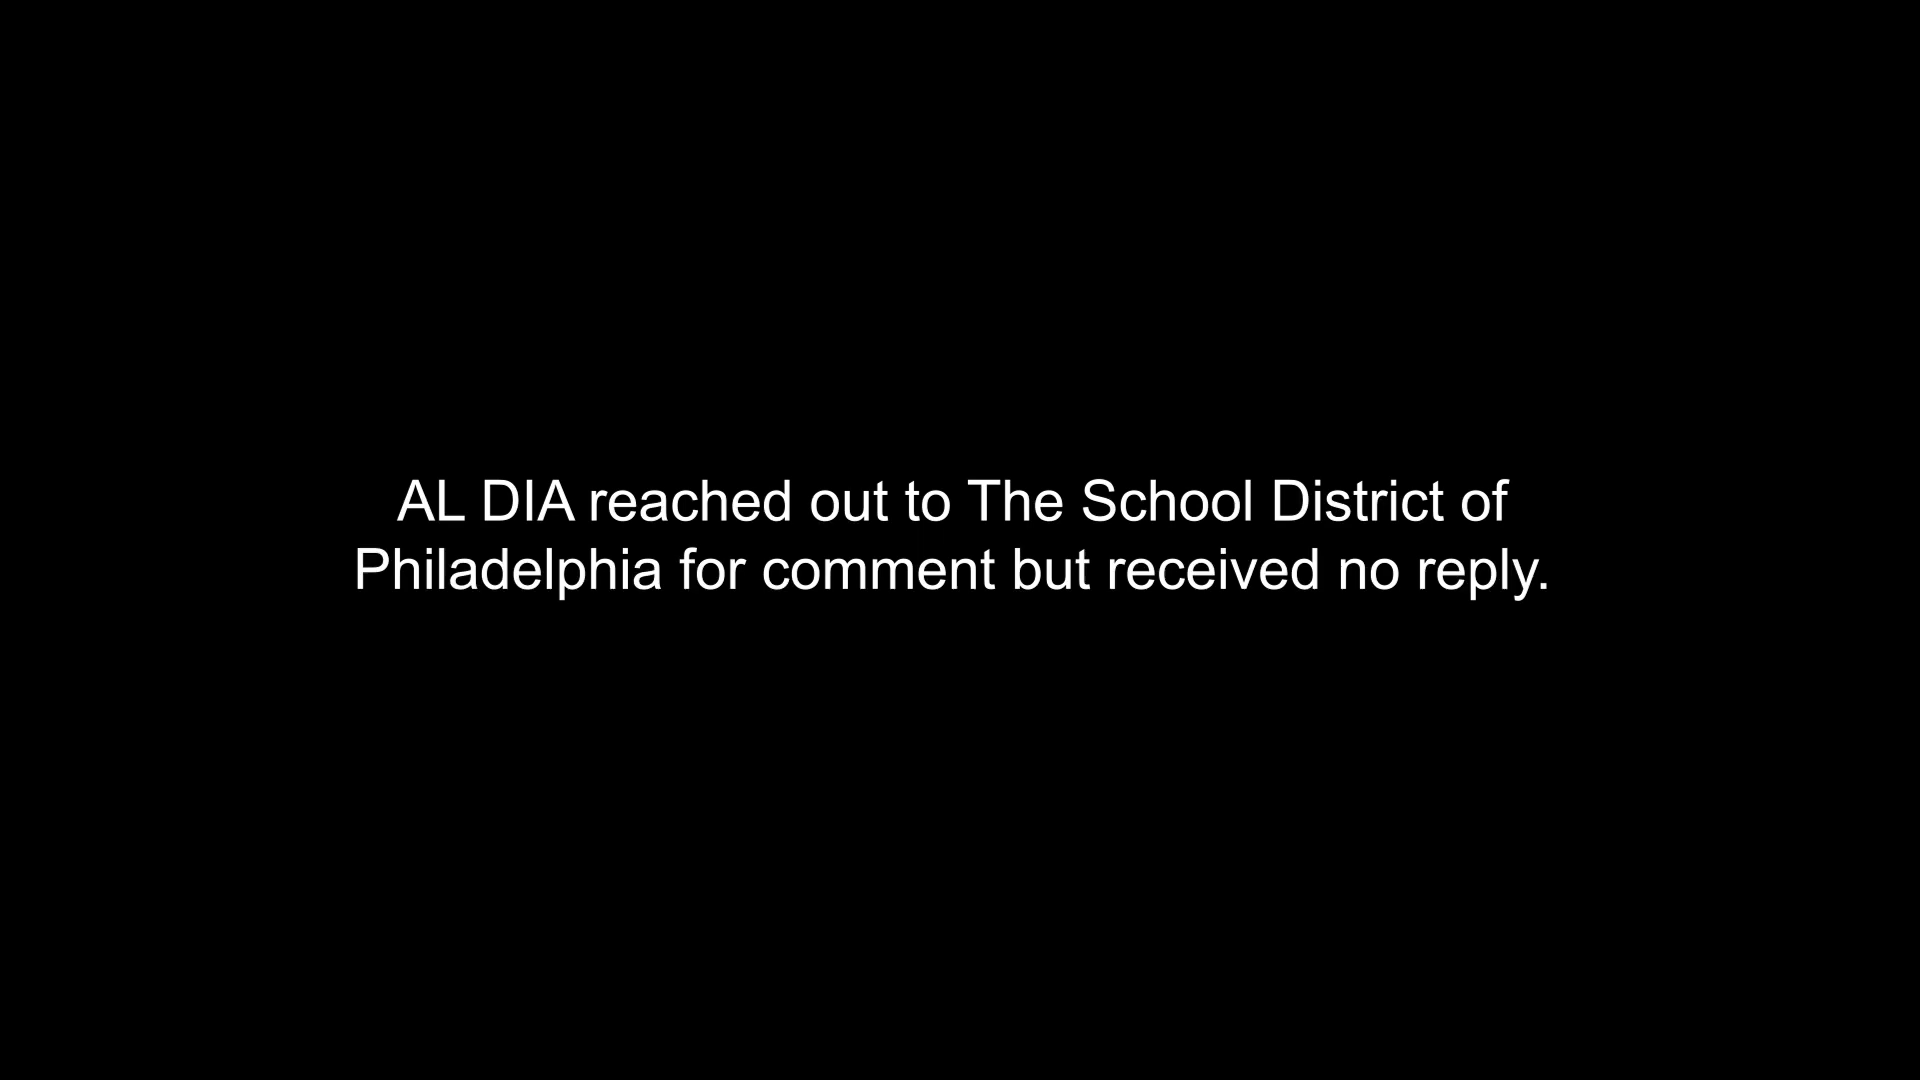 AL DIA reached out to The School District of
Philadelphia for comment but received no reply.